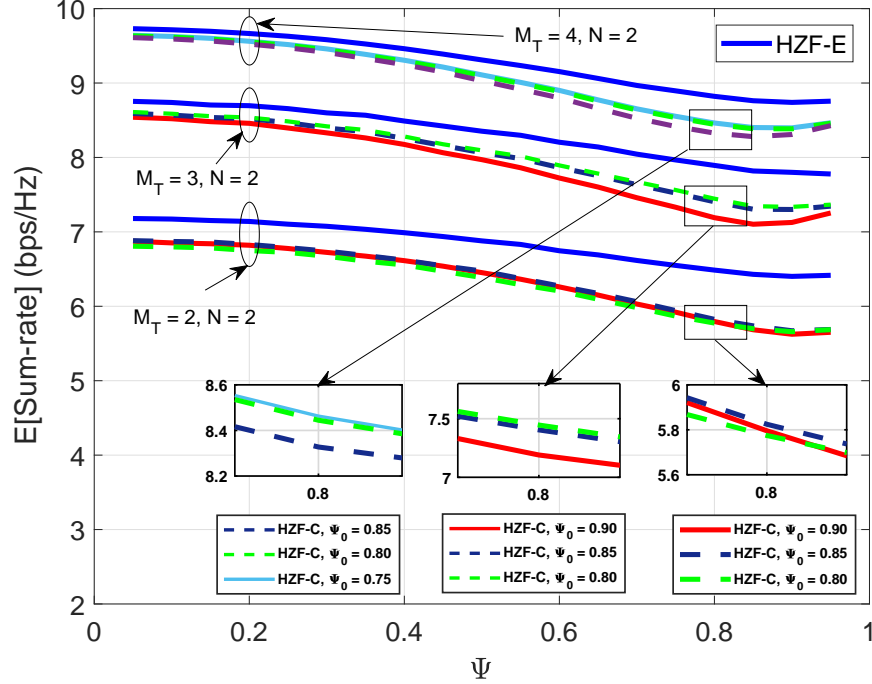 10
9
8
7
6
5
4
3
2
0
0.2
0.4
0.6
0.8
1
E[Sum-rate] (bps/Hz)
Ψ
M_T = 4, N = 2
HZF-E
M_T = 3, N = 2
M_T = 2, N = 2
8.6
8.4
8.2
0.8
7.5
7
0.8
6
5.8
5.6
0.8
HZF-C, Ψ_0 = 0.85
HZF-C, Ψ_0 = 0.80
HZF-C, Ψ_0 = 0.75
HZF-C, Ψ_0 = 0.90
HZF-C, Ψ_0 = 0.85
HZF-C, Ψ_0 = 0.80
HZF-C, Ψ_0 = 0.90
HZF-C, Ψ_0 = 0.85
HZF-C, Ψ_0 = 0.80